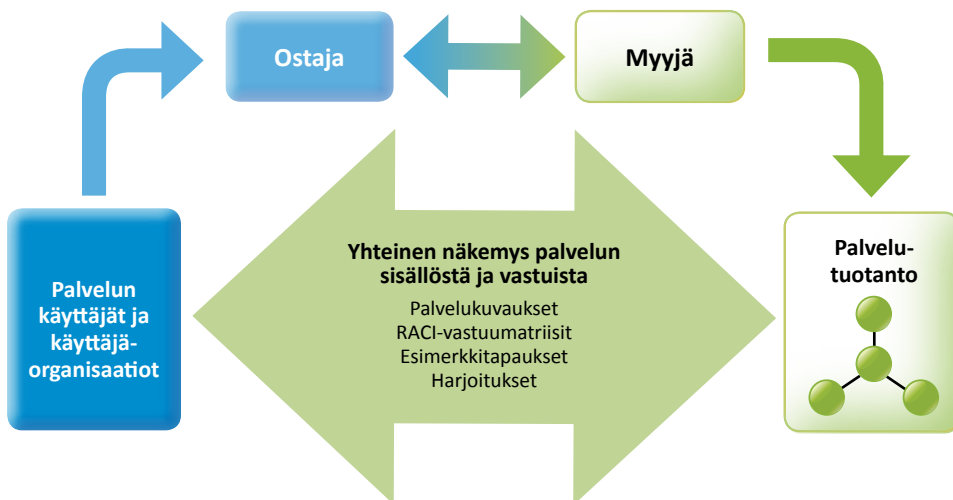 Ostaja
Myyjä
Palvelun
käyttäjät ja
käyttäjä-
organisaatiot
Yhteinen näkemys palvelun
sisällöstä ja vastuista
Palvelukuvaukset
RACI-vastuumatriisit
Esimerkkitapaukset
Harjoitukset
Palvelu-
tuotanto